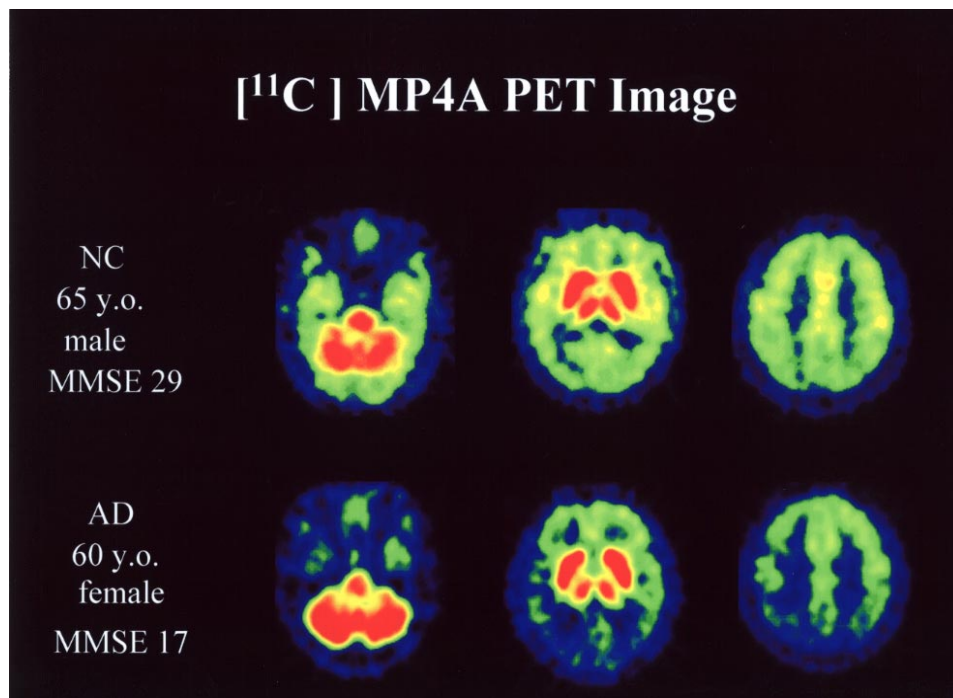 [¹¹C ] MP4A PET Image
NC
65 y.o.
male
MMSE 29
AD
60 y.o.
female
MMSE 17